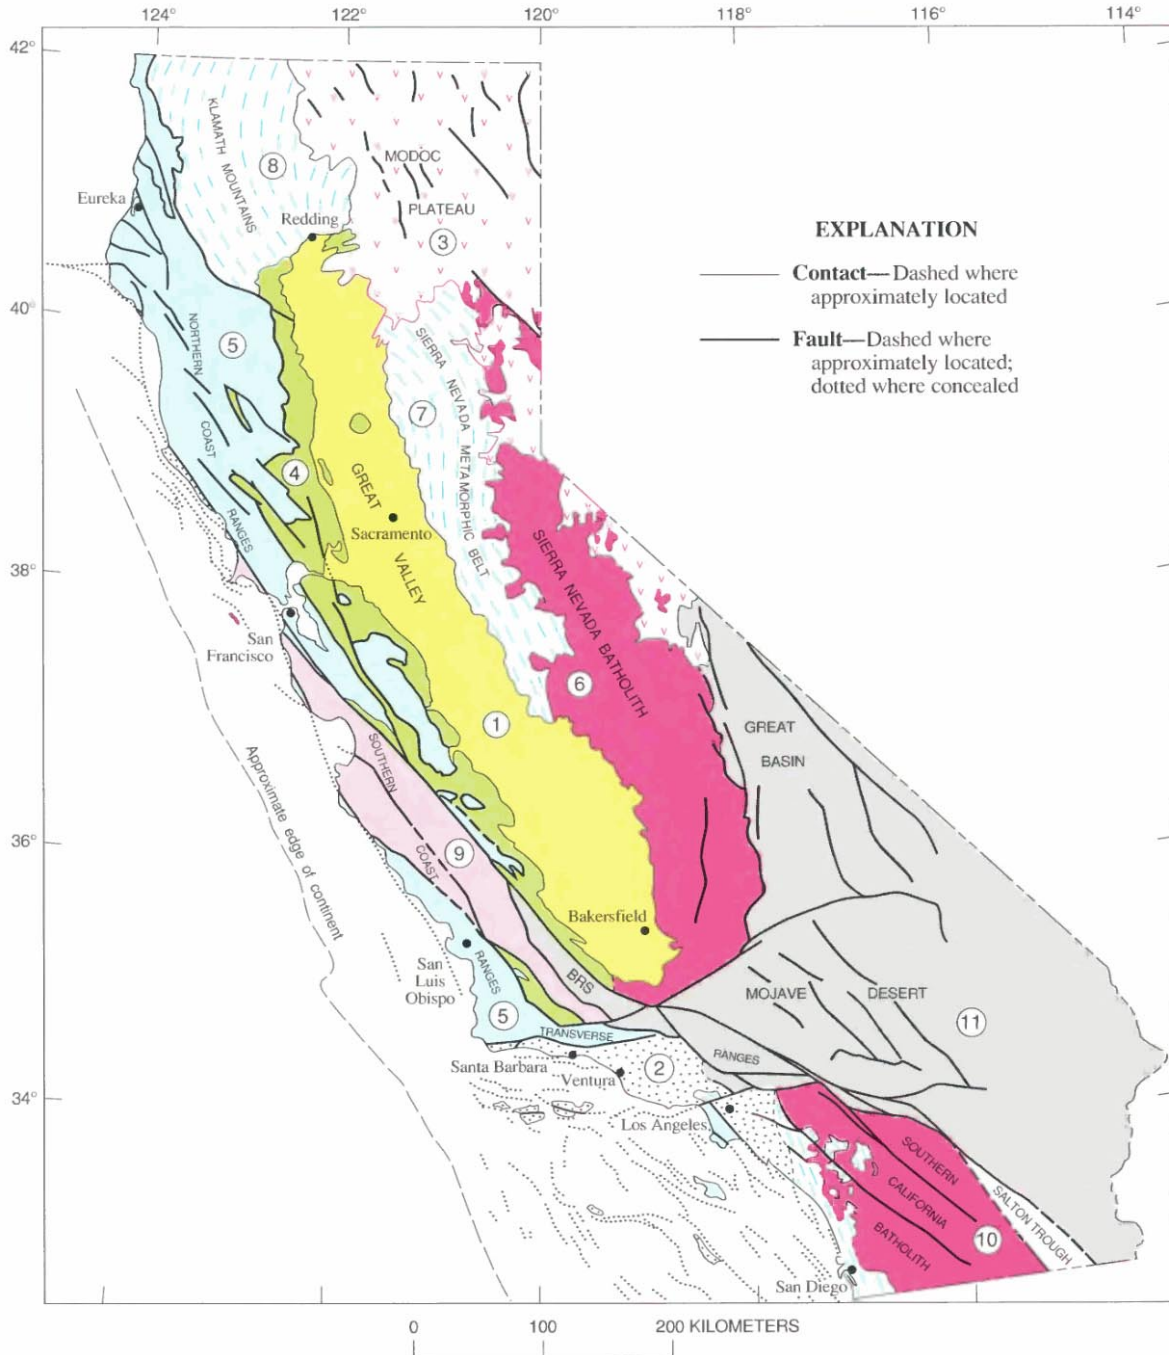 124°
122°
120°
118°
116°
114°
42°
40°
38°
36°
34°
EXPLANATION
Contact—Dashed where
approximately located
Fault—Dashed where
approximately located;
dotted where concealed
KLAMATH MOUNTAINS
8
MODOC
PLATEAU
3
Eureka
Redding
NORTHERN
COAST
RANGES
5
4
GREAT
VALLEY
Sacramento
1
SIERRA NEVADA METAMORPHIC BELT
7
SIERRA NEVADA BATHOLITH
6
San
Francisco
GREAT
BASIN
SOUTHERN
COAST
RANGES
9
Approximate edge of continent
Bakersfield
San
Luis
Obispo
BRS
5
MOJAVE
DESERT
11
TRANSVERSE
RANGES
Santa Barbara
Ventura
2
Los Angeles
SOUTHERN
CALIFORNIA
BATHOLITH
10
SALTON TROUGH
San Diego
0
100
200 KILOMETERS